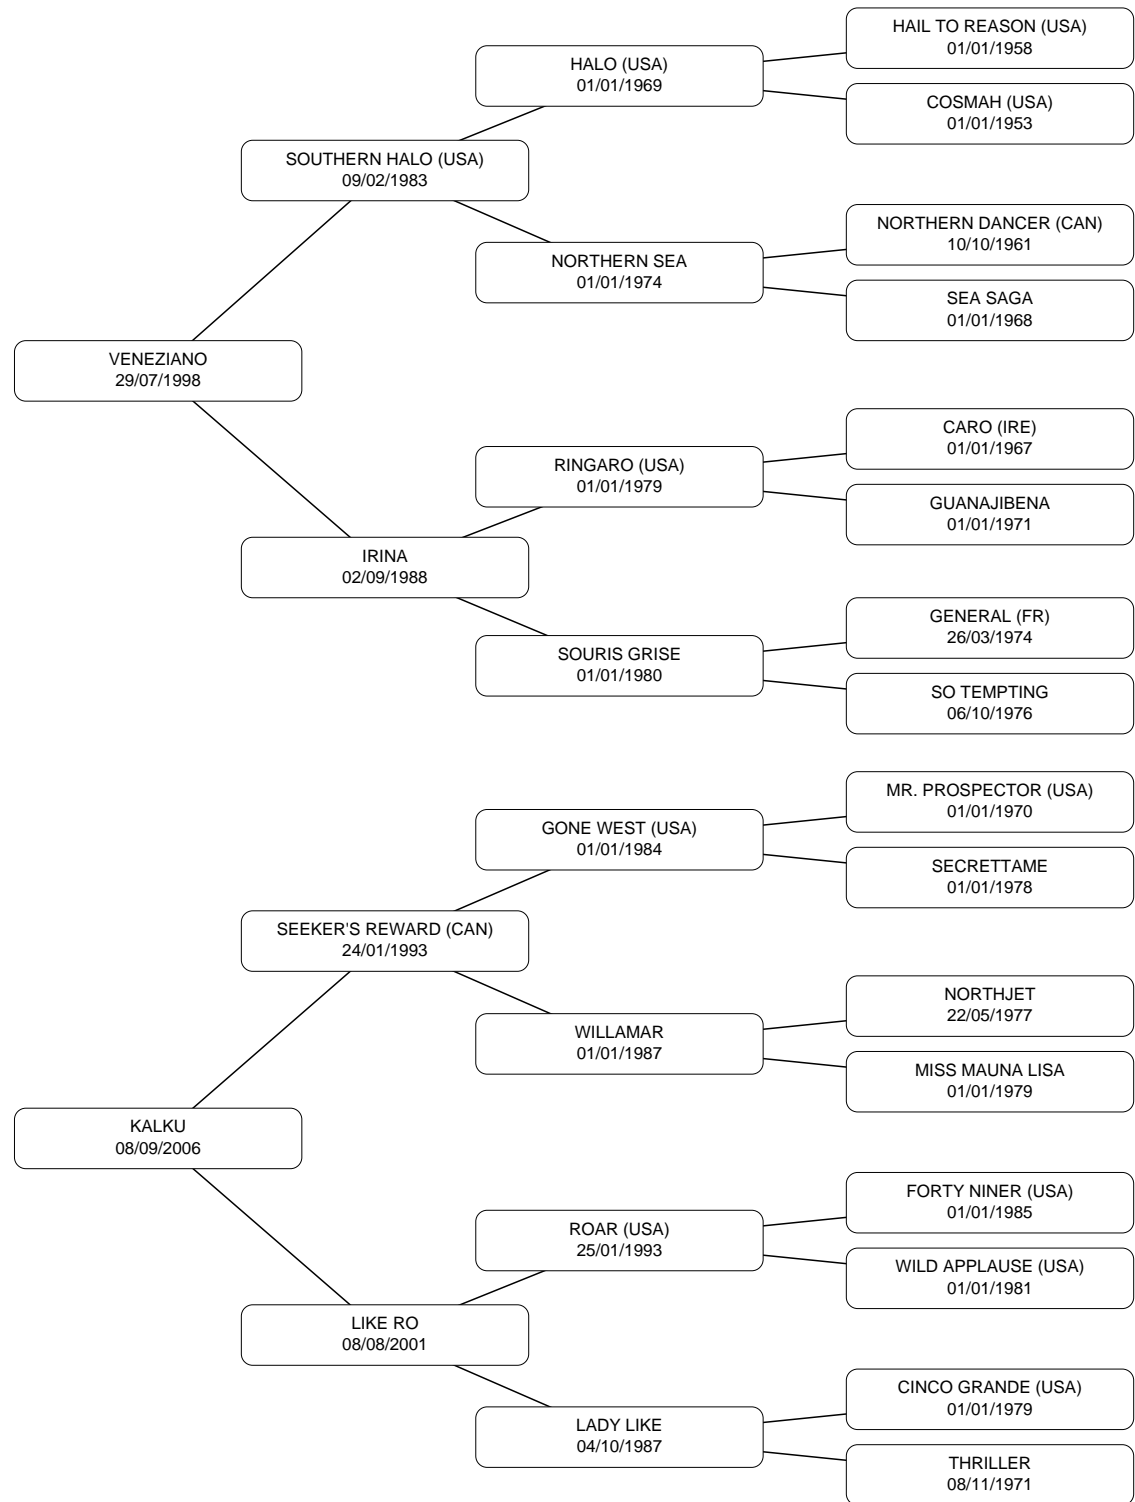 HAIL TO REASON (USA)
01/01/1958
HALO (USA)
01/01/1969
COSMAH (USA)
01/01/1953
SOUTHERN HALO (USA)
09/02/1983
NORTHERN DANCER (CAN)
10/10/1961
NORTHERN SEA
01/01/1974
SEA SAGA
01/01/1968
VENEZIANO
29/07/1998
CARO (IRE)
01/01/1967
RINGARO (USA)
01/01/1979
GUANAJIBENA
01/01/1971
IRINA
02/09/1988
GENERAL (FR)
26/03/1974
SOURIS GRISE
01/01/1980
SO TEMPTING
06/10/1976
MR. PROSPECTOR (USA)
01/01/1970
GONE WEST (USA)
01/01/1984
SECRETTAME
01/01/1978
SEEKER'S REWARD (CAN)
24/01/1993
NORTHJET
22/05/1977
WILLAMAR
01/01/1987
MISS MAUNA LISA
01/01/1979
KALKU
08/09/2006
FORTY NINER (USA)
01/01/1985
ROAR (USA)
25/01/1993
WILD APPLAUSE (USA)
01/01/1981
LIKE RO
08/08/2001
CINCO GRANDE (USA)
01/01/1979
LADY LIKE
04/10/1987
THRILLER
08/11/1971